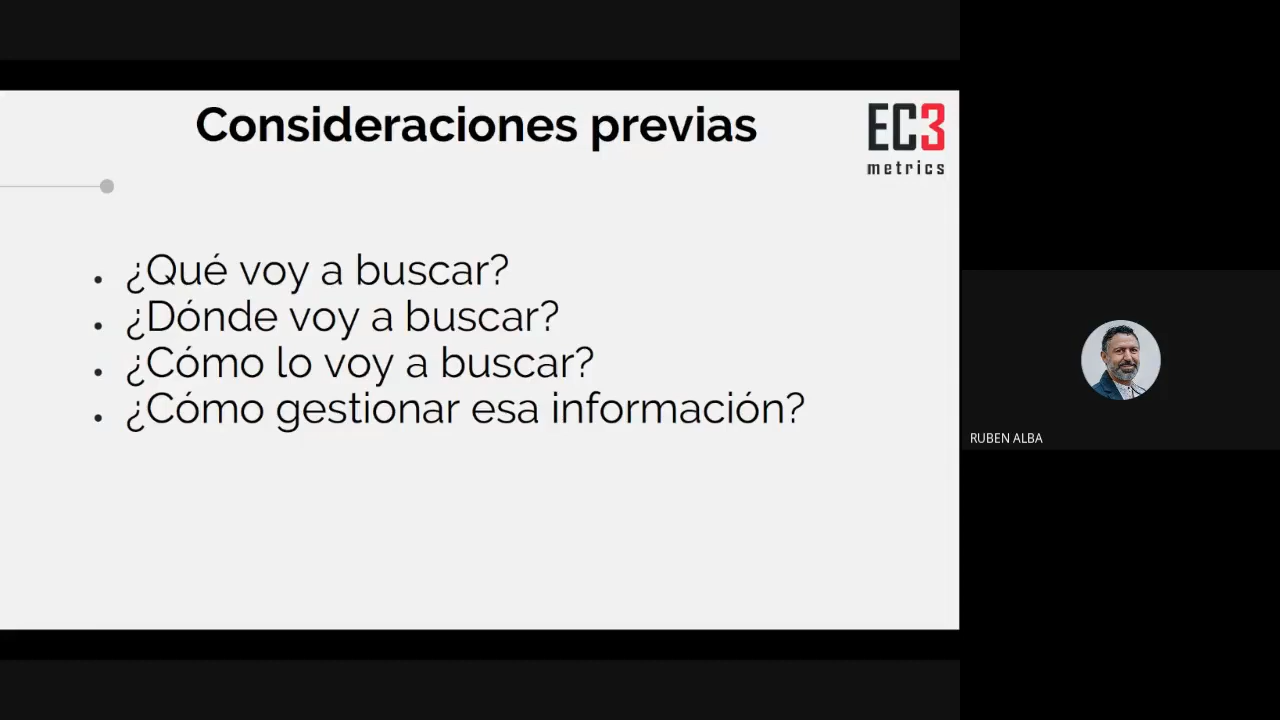 Consideraciones previas
EC3
metrics
¿Qué voy a buscar?
¿Dónde voy a buscar?
¿Cómo lo voy a buscar?
¿Cómo gestionar esa información?
RUBEN ALBA